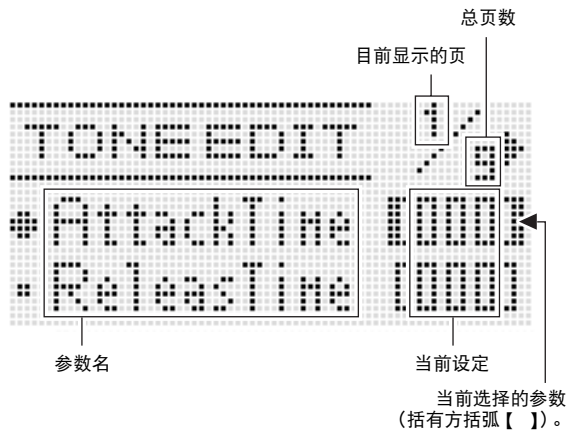 总页数
目前显示的页
TONE EDIT 1/9
AttackTime 【000】
ReleasTime [000]
参数名
当前设定
当前选择的参数
（括有方括弧【 】）。